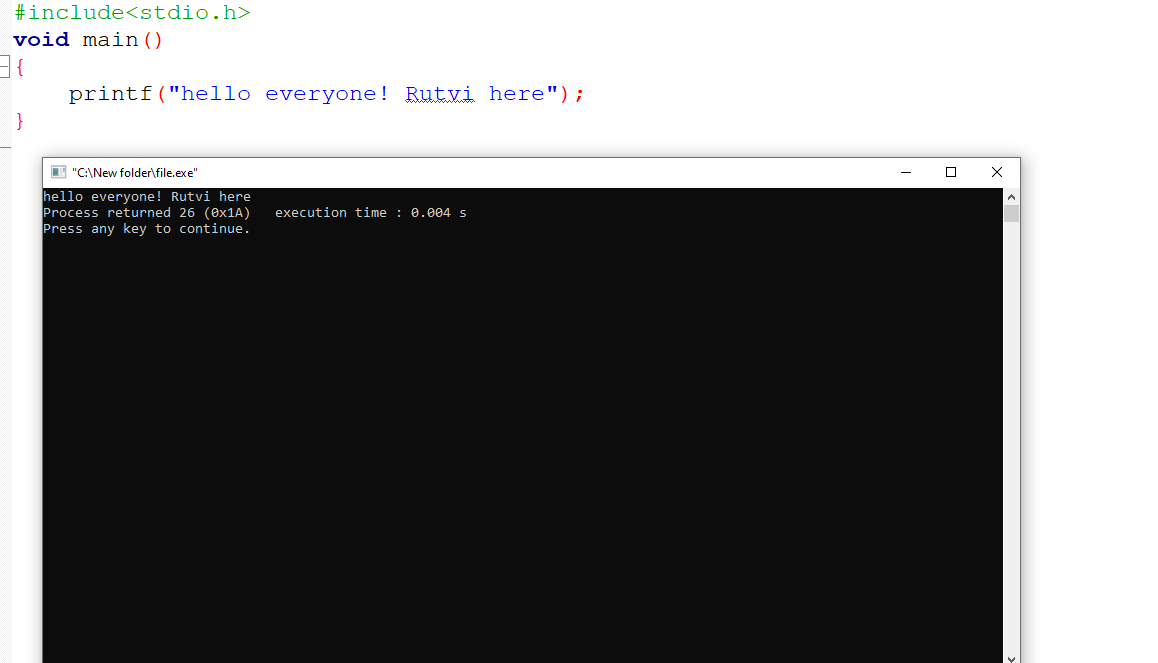 #include<stdio.h>
void main()
{
    printf("hello everyone! Rutvi here");
}
"C:\New folder\file.exe"
hello everyone! Rutvi here
Process returned 26 (0x1A)   execution time : 0.004 s
Press any key to continue.